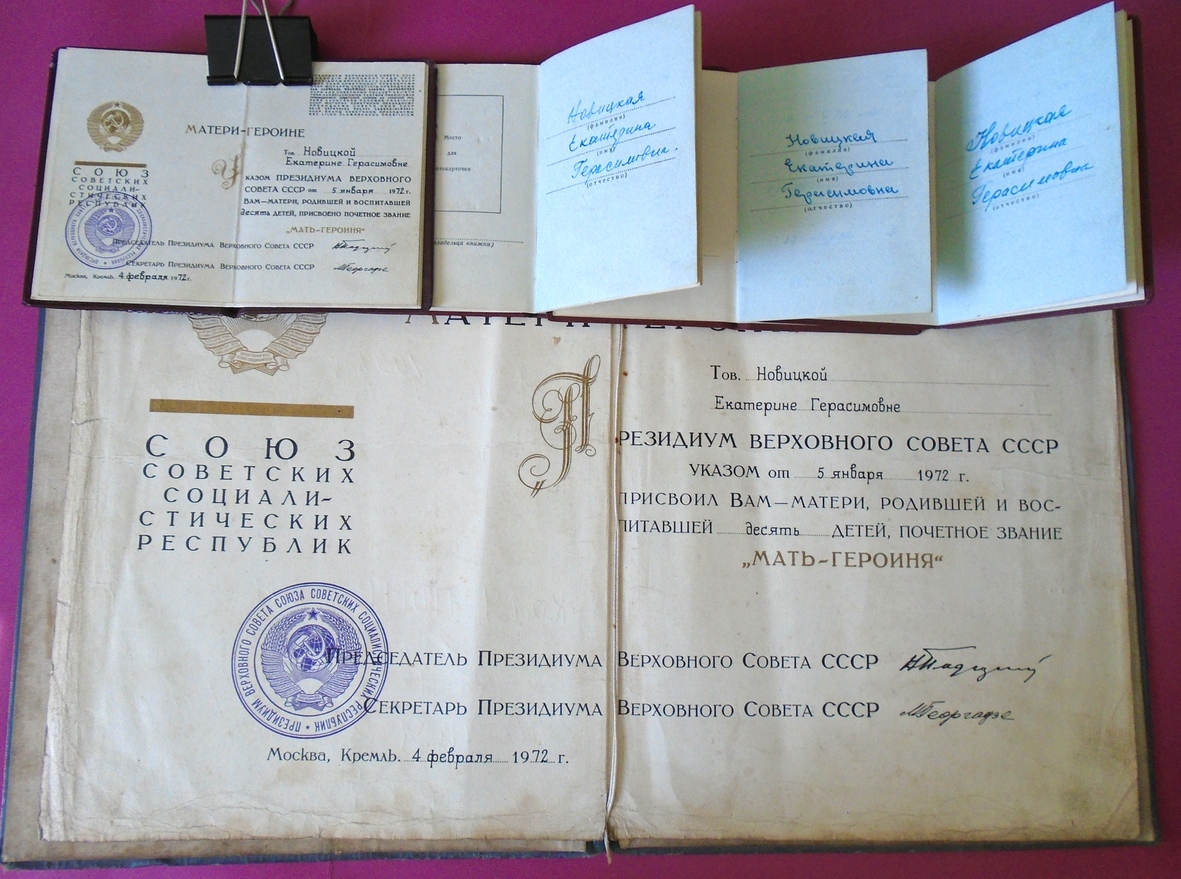 СОЮЗ
СОВЕТСКИХ
СОЦИАЛИ-
СТИЧЕСКИХ
РЕСПУБЛИК
МАТЕРИ-ГЕРОИНЕ
Тов. Новицкой
Екатерине Герасимовне
Указом ПРЕЗИДИУМА ВЕРХОВНОГО
СОВЕТА СССР от 5 января 1972 г.
ВАМ—МАТЕРИ, РОДИВШЕЙ И ВОСПИТАВШЕЙ
десять ДЕТЕЙ, ПРИСВОЕНО ПОЧЕТНОЕ ЗВАНИЕ
„МАТЬ-ГЕРОИНЯ"
ПРЕДСЕДАТЕЛЬ ПРЕЗИДИУМА ВЕРХОВНОГО СОВЕТА СССР
СЕКРЕТАРЬ ПРЕЗИДИУМА ВЕРХОВНОГО СОВЕТА СССР МГеоргадзе
Москва, Кремль. 4 февраля 1972 г.
Место
для
фотокарточки
владельца книжки)
Новицкая
(фамилия)
Екатерина
(имя)
Герасимовна.
(отчество)
Новицкая
(фамилия)
Екатерина
(имя)
Герасимовна
(отчество)
Новицкая
(фамилия)
Екатерина
(имя)
Герасимовна
(отчество)
СОЮЗ
СОВЕТСКИХ
СОЦИАЛИ-
СТИЧЕСКИХ
РЕСПУБЛИК
ПРЕЗИДИУМ ВЕРХОВНОГО СОВЕТА СОЮЗА СОВЕТСКИХ СОЦИАЛИСТИЧЕСКИХ РЕСПУБЛИК
Тов. Новицкой
Екатерине Герасимовне
ПРЕЗИДИУМ ВЕРХОВНОГО СОВЕТА СССР
УКАЗОМ от 5 января 1972 г.
ПРИСВОИЛ ВАМ—МАТЕРИ, РОДИВШЕЙ И ВОС-
ПИТАВШЕЙ десять ДЕТЕЙ, ПОЧЕТНОЕ ЗВАНИЕ
„МАТЬ-ГЕРОИНЯ“
ПРЕДСЕДАТЕЛЬ ПРЕЗИДИУМА ВЕРХОВНОГО СОВЕТА СССР
СЕКРЕТАРЬ ПРЕЗИДИУМА ВЕРХОВНОГО СОВЕТА СССР МГеоргадзе
Москва, Кремль. 4 февраля 1972 г.